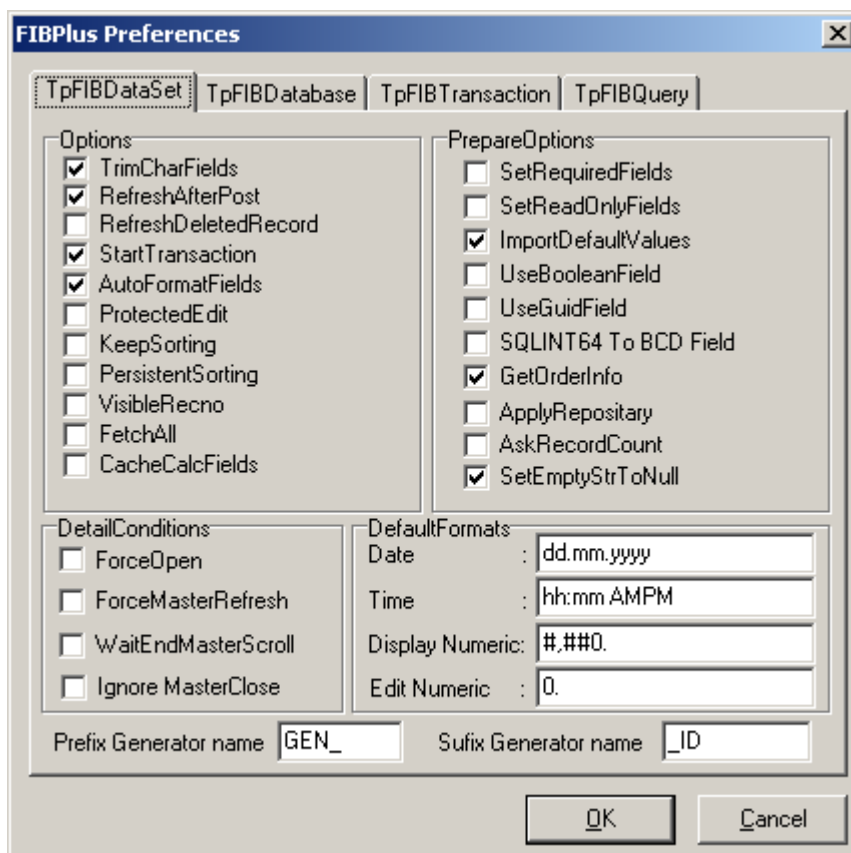 FIBPlus Preferences
TpFIBDataSet TpFIBDatabase TpFIBTransaction TpFIBQuery
Options
TrimCharFields
RefreshAfterPost
RefreshDeletedRecord
StartTransaction
AutoFormatFields
ProtectedEdit
KeepSorting
PersistentSorting
VisibleRecno
FetchAll
CacheCalcFields
PrepareOptions
SetRequiredFields
SetReadOnlyFields
ImportDefaultValues
UseBooleanField
UseGuidField
SQLINT64 To BCD Field
GetOrderInfo
ApplyRepositary
AskRecordCount
SetEmptyStrToNull
DetailConditions
ForceOpen
ForceMasterRefresh
WaitEndMasterScroll
Ignore MasterClose
DefaultFormats
Date : dd.mm.yyyy
Time : hh:mm AMPM
Display Numeric: #,##0.
Edit Numeric : 0.
Prefix Generator name GEN_ Sufix Generator name _ID
OK Cancel